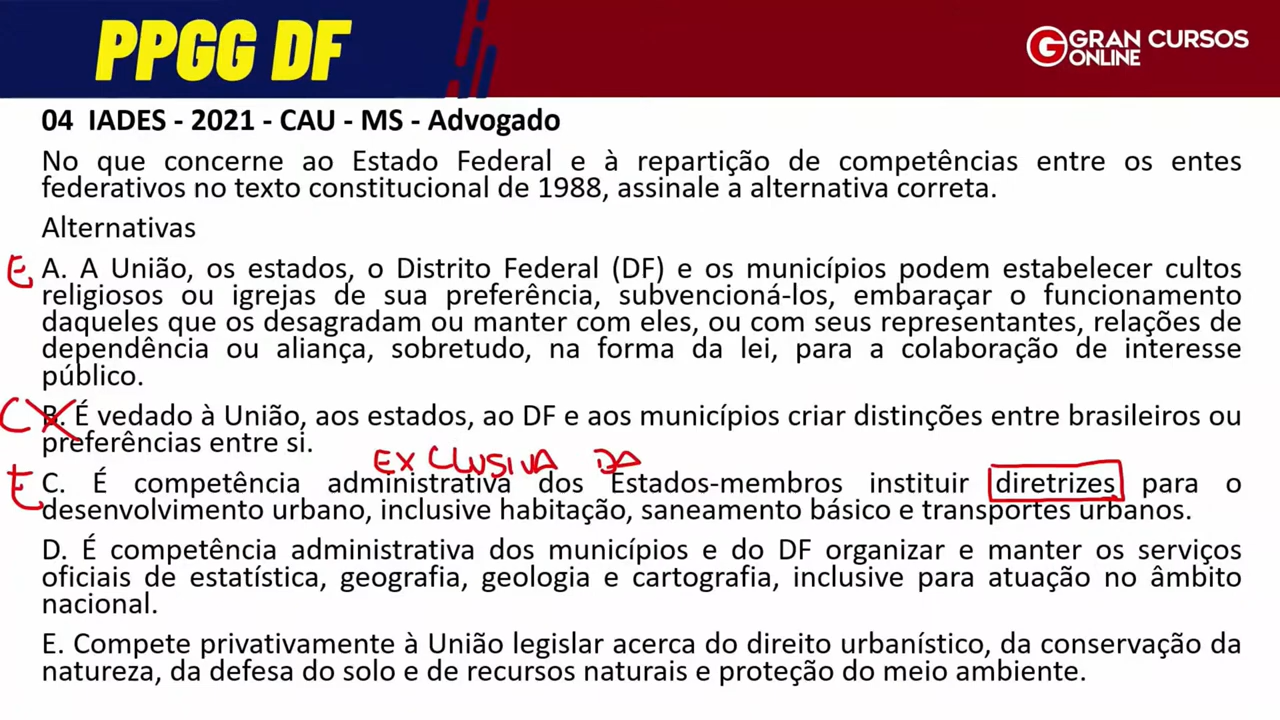 PPGG DF
GRAN CURSOS
ONLINE
04 IADES - 2021 - CAU - MS - Advogado
No que concerne ao Estado Federal e à repartição de competências entre os entes
federativos no texto constitucional de 1988, assinale a alternativa correta.
Alternativas
E A. A União, os estados, o Distrito Federal (DF) e os municípios podem estabelecer cultos
religiosos ou igrejas de sua preferência, subvencioná-los, embaraçar o funcionamento
daqueles que os desagradam ou manter com eles, ou com seus representantes, relações de
dependência ou aliança, sobretudo, na forma da lei, para a colaboração de interesse
público.
C B. É vedado à União, aos estados, ao DF e aos municípios criar distinções entre brasileiros ou
preferências entre si.
EXCLUSIVA DA
E C. É competência administrativa dos Estados-membros instituir diretrizes para o
desenvolvimento urbano, inclusive habitação, saneamento básico e transportes urbanos.
D. É competência administrativa dos municípios e do DF organizar e manter os serviços
oficiais de estatística, geografia, geologia e cartografia, inclusive para atuação no âmbito
nacional.
E. Compete privativamente à União legislar acerca do direito urbanístico, da conservação da
natureza, da defesa do solo e de recursos naturais e proteção do meio ambiente.